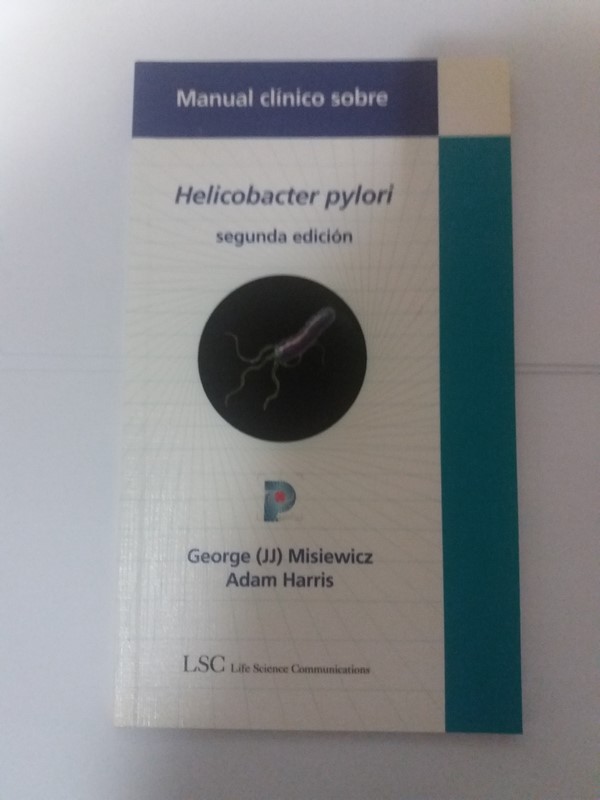 Manual clínico sobre
Helicobacter pylori
segunda edición
P
George (JJ) Misiewicz
Adam Harris
LSC Life Science Communications